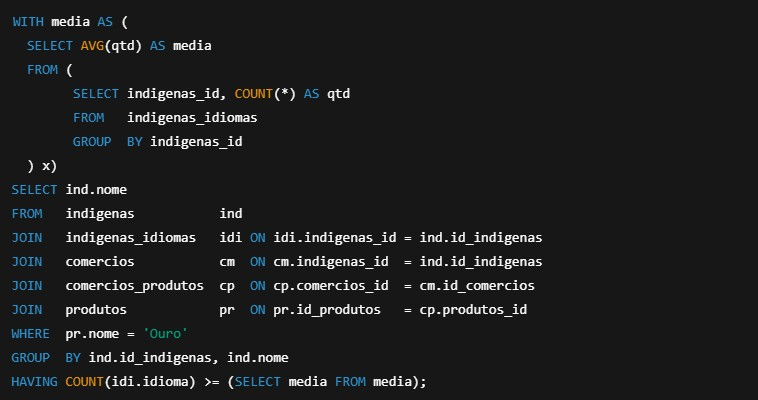 WITH media AS (
SELECT AVG(qtd) AS media
FROM (
SELECT indigenas_id, COUNT(*) AS qtd
FROM indigenas_idiomas
GROUP BY indigenas_id
) x)
SELECT ind.nome
FROM indigenas ind
JOIN indigenas_idiomas idi ON idi.indigenas_id = ind.id_indigenas
JOIN comercios cm ON cm.indigenas_id = ind.id_indigenas
JOIN comercios_produtos cp ON cp.comercios_id = cm.id_comercios
JOIN produtos pr ON pr.id_produtos = cp.produtos_id
WHERE pr.nome = 'Ouro'
GROUP BY ind.id_indigenas, ind.nome
HAVING COUNT(idi.idioma) >= (SELECT media FROM media);